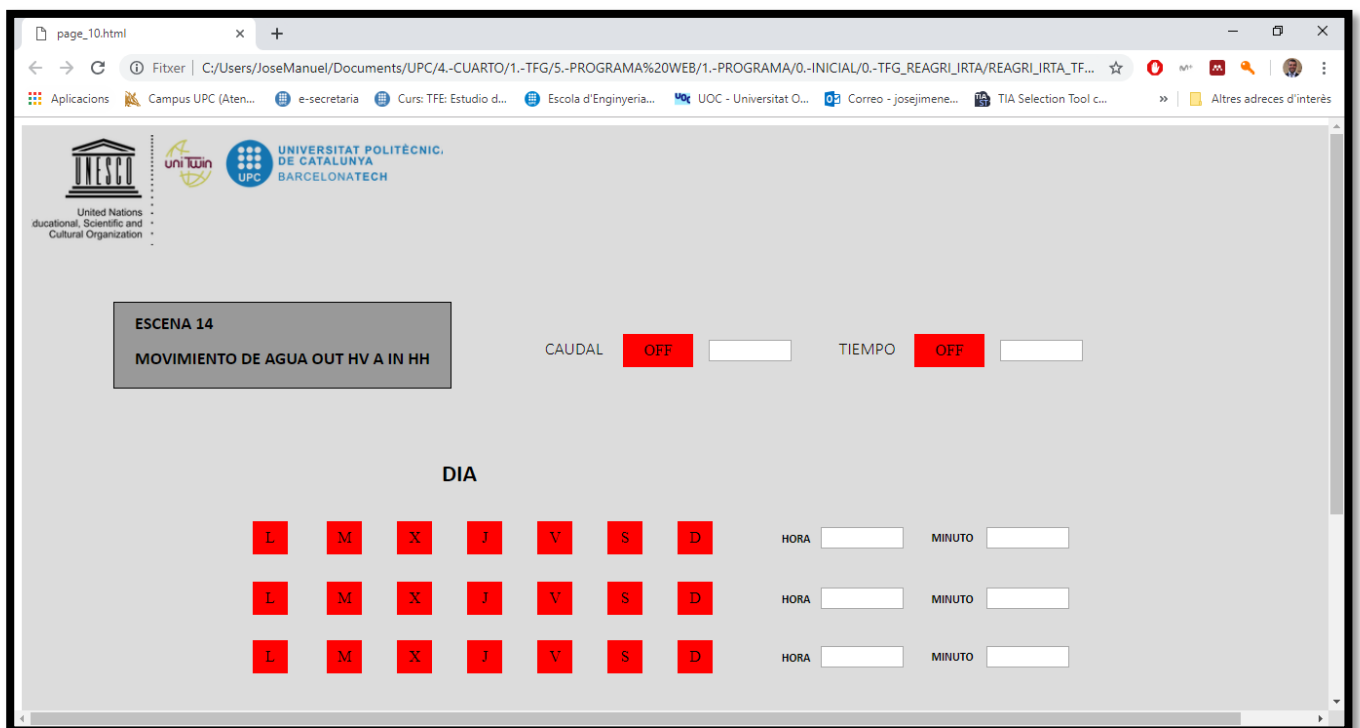 page_10.html
Fitxer | C:/Users/JoseManuel/Documents/UPC/4.-CUARTO/1.-TFG/5.-PROGRAMA%20WEB/1.-PROGRAMA/0.-INICIAL/0.-TFG_REAGRI_IRTA/REAGRI_IRTA_TF...
Aplicacions Campus UPC (Aten... e-secretaria Curs: TFE: Estudio d... Escola d'Enginyeria... UOC - Universitat O... Correo - josejimene... TIA Selection Tool c... » Altres adreces d'interès
UNESCO
United Nations
ducational, Scientific and
Cultural Organization
uniTwin
UPC
UNIVERSITAT POLITÈCNIC.
DE CATALUNYA
BARCELONATECH
ESCENA 14
MOVIMIENTO DE AGUA OUT HV A IN HH
CAUDAL OFF TIEMPO OFF
DIA
L M X J V S D HORA MINUTO
L M X J V S D HORA MINUTO
L M X J V S D HORA MINUTO